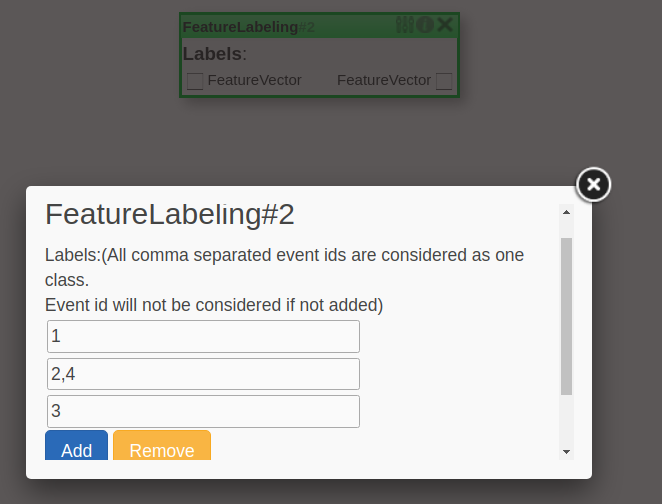 FeatureLabeling#2
Labels:
FeatureVector FeatureVector
FeatureLabeling#2
Labels:(All comma separated event ids are considered as one
class.
Event id will not be considered if not added)
1
2,4
3
Add Remove